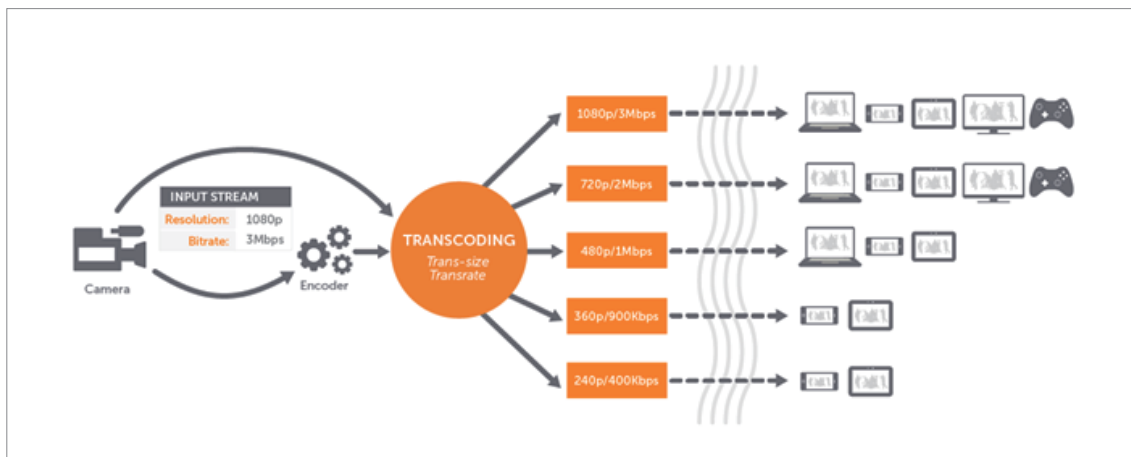 INPUT STREAM
Resolution: 1080p
Bitrate: 3Mbps
Camera
Encoder
TRANSCODING
Trans-size
Transrate
1080p/3Mbps
720p/2Mbps
480p/1Mbps
360p/900Kbps
240p/400Kbps